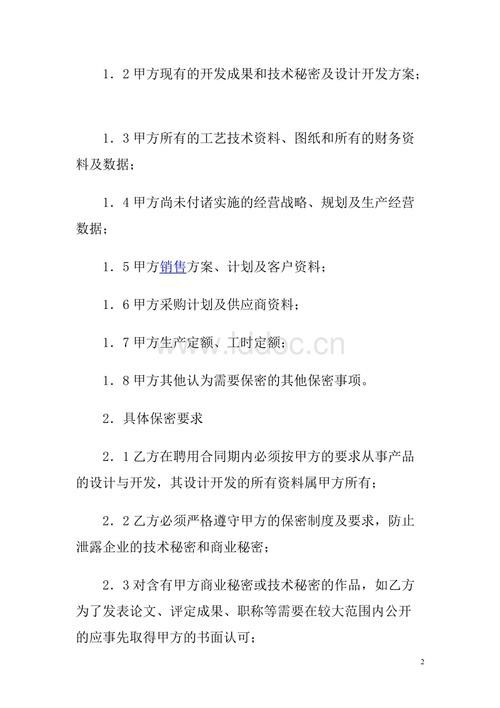 1．2甲方现有的开发成果和技术秘密及设计开发方案；
1．3甲方所有的工艺技术资料、图纸和所有的财务资
料及数据；
1．4甲方尚未付诸实施的经营战略、规划及生产经营
数据；
1．5甲方销售方案、计划及客户资料；
1．6甲方采购计划及供应商资料；
1．7甲方生产定额、工时定额；
www.lddoc.cn
1．8甲方其他认为需要保密的其他保密事项。
2．具体保密要求
2．1乙方在聘用合同期内必须按甲方的要求从事产品
的设计与开发，其设计开发的所有资料属甲方所有；
2．2乙方必须严格遵守甲方的保密制度及要求，防止
泄露企业的技术秘密和商业秘密；
2．3对含有甲方商业秘密或技术秘密的作品，如乙方
为了发表论文、评定成果、职称等需要在较大范围内公开
的应事先取得甲方的书面认可；
2